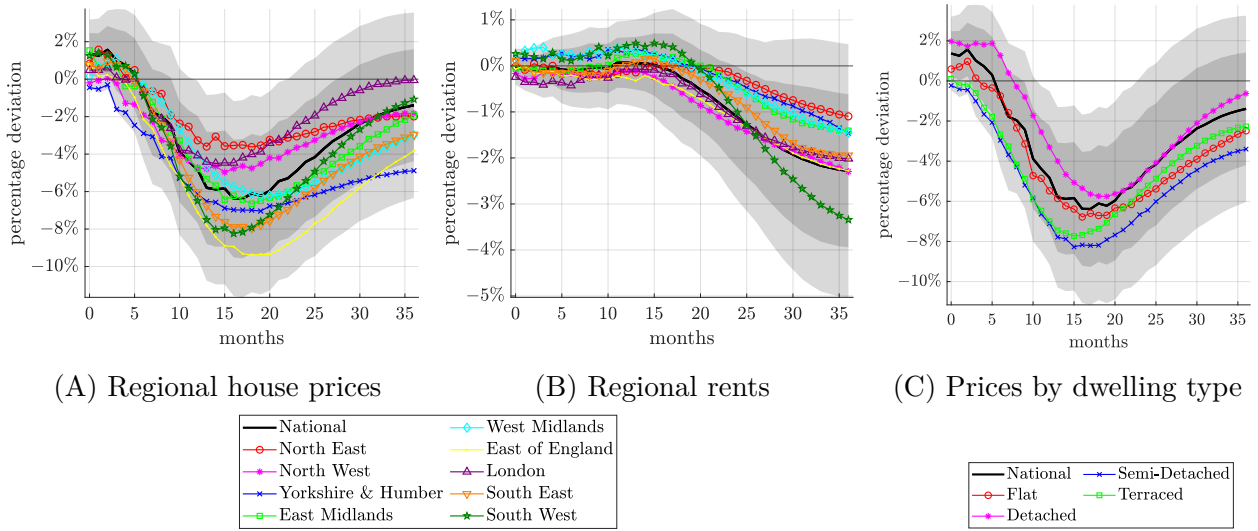 2%
0%
−2%
−4%
−6%
−8%
−10%
percentage deviation
0 5 10 15 20 25 30 35
months
(A) Regional house prices
1%
0%
-1%
-2%
-3%
-4%
-5%
percentage deviation
0 5 10 15 20 25 30 35
months
(B) Regional rents
2%
0%
−2%
−4%
−6%
−8%
−10%
percentage deviation
0 5 10 15 20 25 30 35
months
(C) Prices by dwelling type
National
North East
North West
Yorkshire & Humber
East Midlands
West Midlands
East of England
London
South East
South West
National
Flat
Detached
Semi-Detached
Terraced